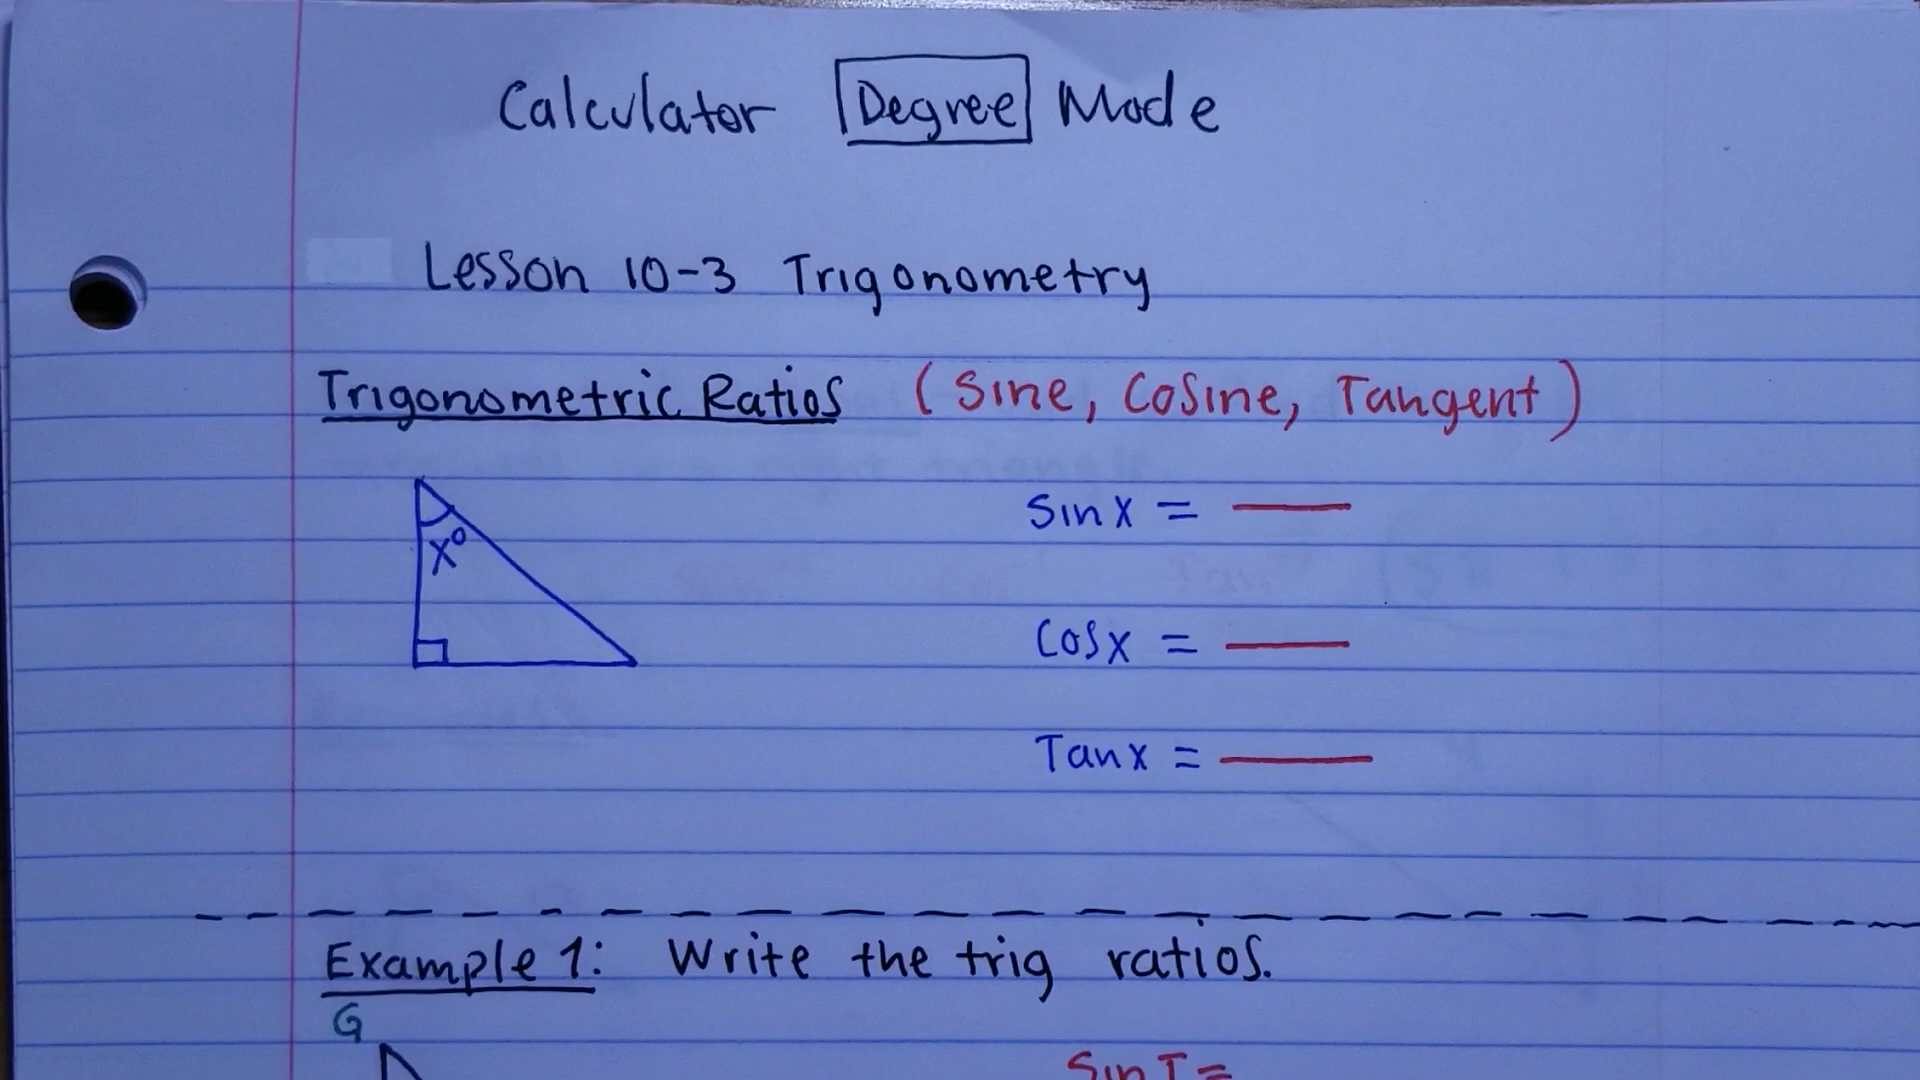 Calculator Degree Mode
Lesson 10-3 Trigonometry
Trigonometric Ratios (Sine, Cosine, Tangent)
x°
Sin x =
Cos x =
Tan x =
Example 1: Write the trig ratios.
G
Sin T =